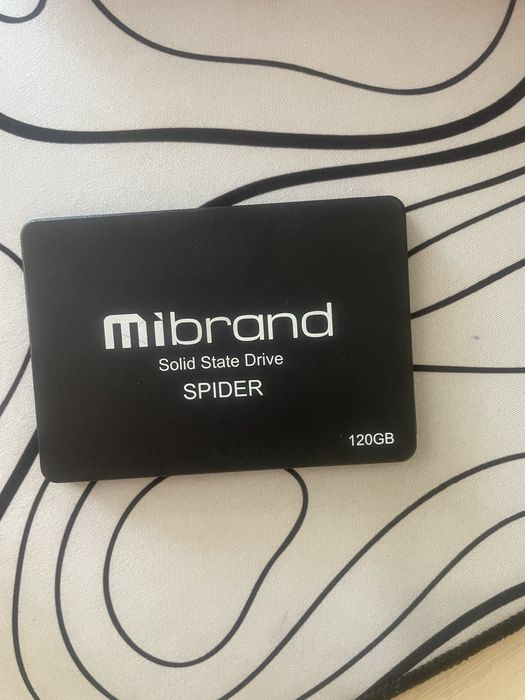 mibrand
Solid State Drive
SPIDER
120GB